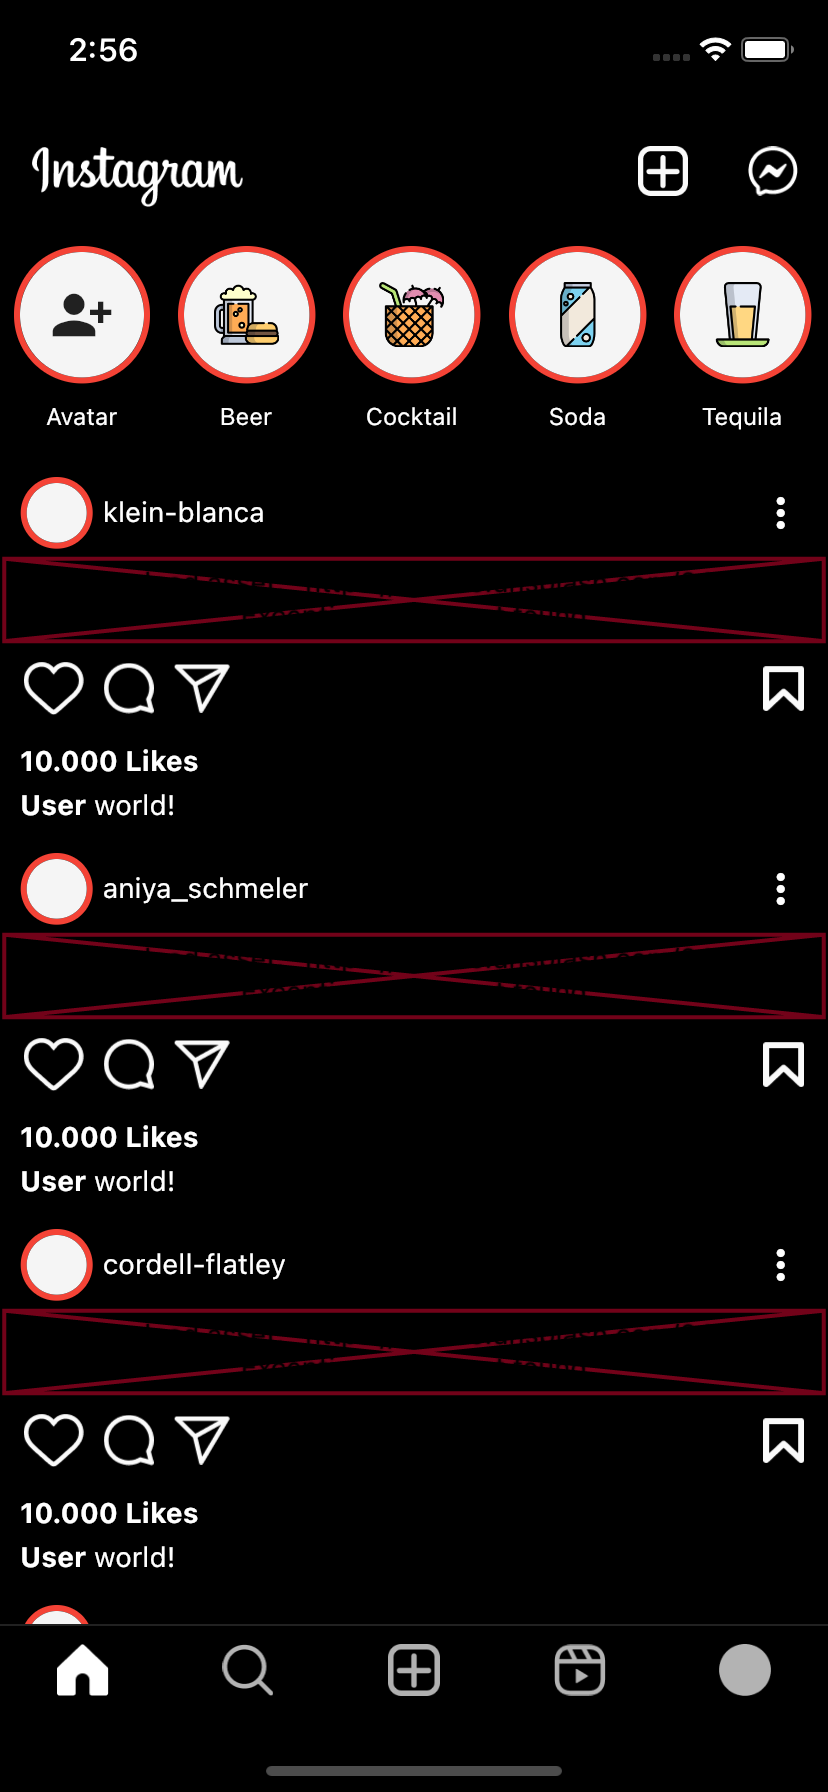 2:56
Instagram
Avatar Beer Cocktail Soda Tequila
klein-blanca
10.000 Likes
User world!
aniya_schmeler
10.000 Likes
User world!
cordell-flatley
10.000 Likes
User world!